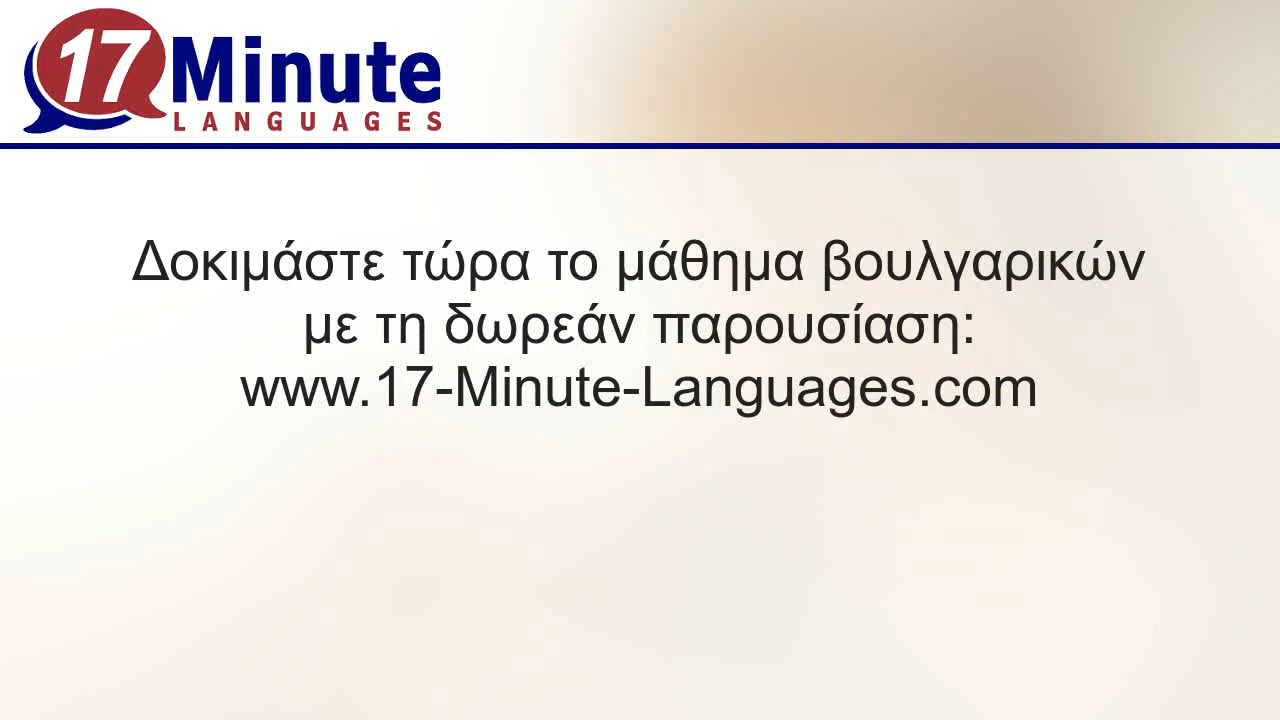 17 Minute
LANGUAGES
Δοκιμάστε τώρα το μάθημα βουλγαρικών
με τη δωρεάν παρουσίαση:
www.17-Minute-Languages.com